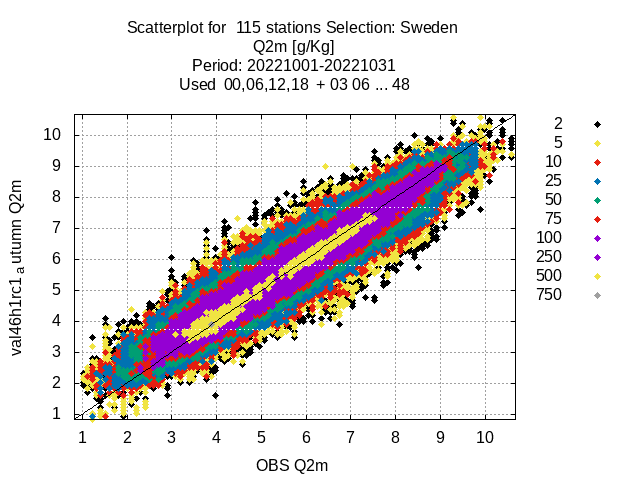 Scatterplot for  115 stations Selection: Sweden
Q2m [g/Kg]
Period: 20221001-20221031
Used  00,06,12,18  + 03 06 ... 48
10
9
8
7
6
5
4
3
2
1
val46h1rc1_autumn Q2m
1 2 3 4 5 6 7 8 9 10
OBS Q2m
2
5
10
25
50
75
100
250
500
750